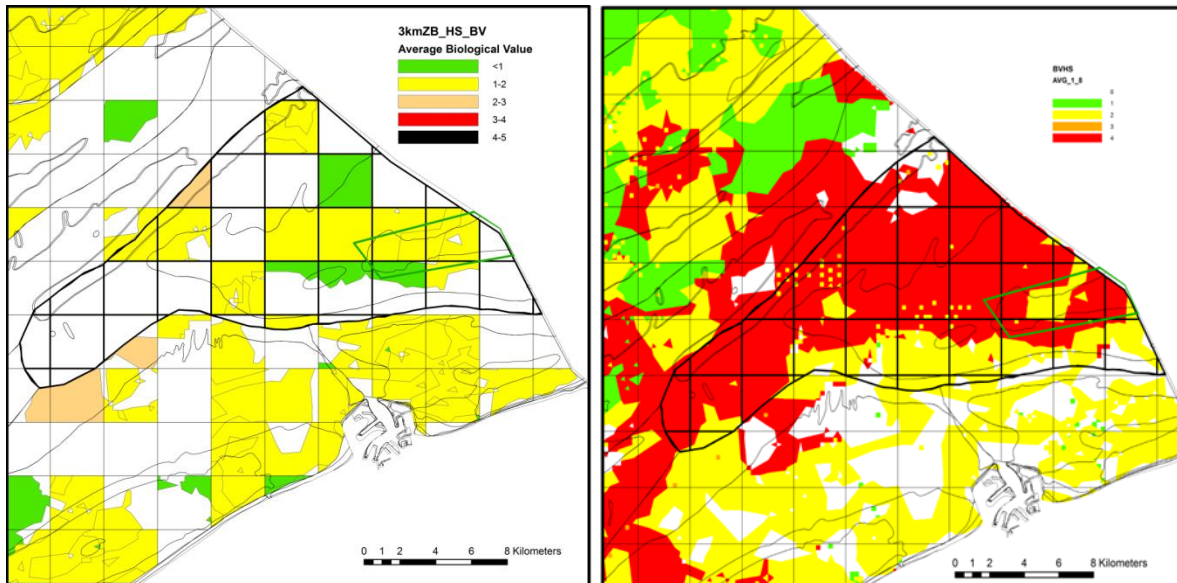 3kmZB_HS_BV
Average Biological Value
<1
1-2
2-3
3-4
4-5
0 1 2 4 6 8 Kilometers
BVHS
AVG_1_8
0
1
2
3
4
0 1 2 4 6 8 Kilometers